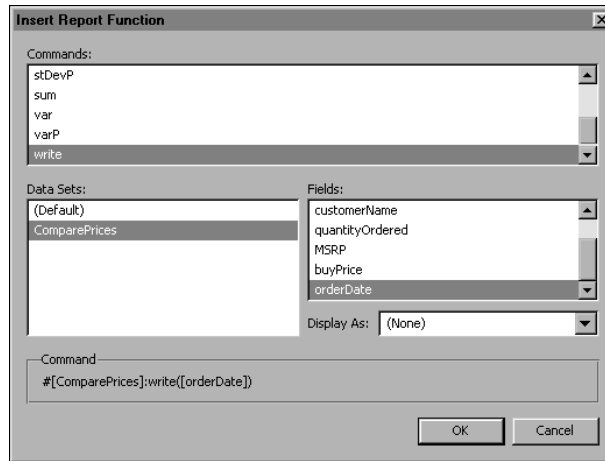 Insert Report Function
Commands:
stDevP
sum
var
varP
write
Data Sets:
(Default)
ComparePrices
Fields:
customerName
quantityOrdered
MSRP
buyPrice
orderDate
Display As: (None)
Command
#[ComparePrices]:write([orderDate])
OK Cancel